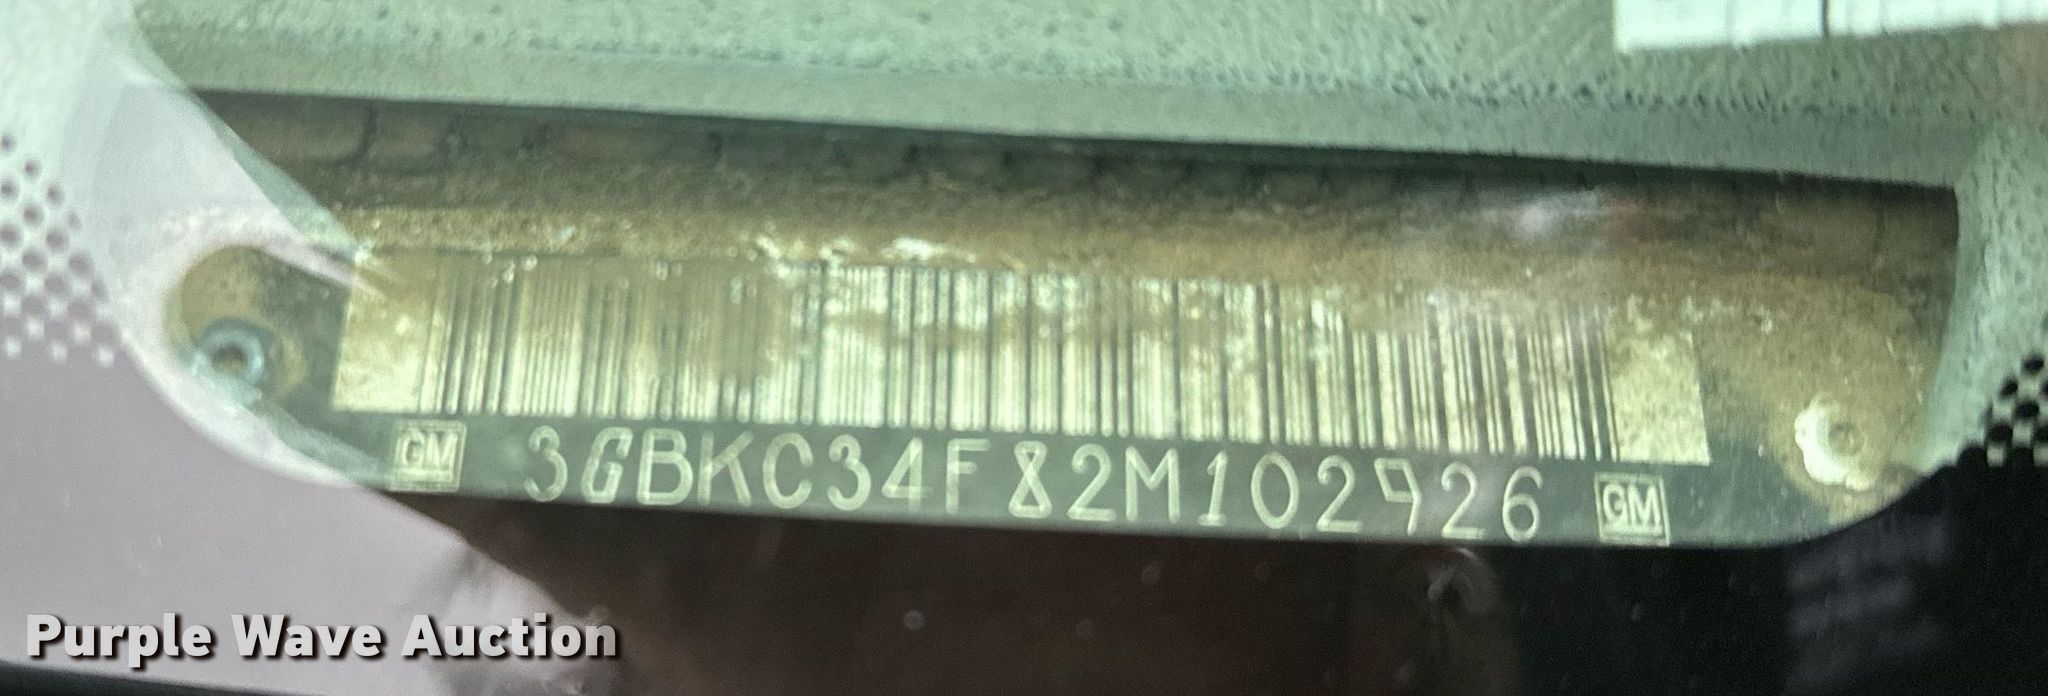 GM 3GBKC34F82M102926 GM
Purple Wave Auction